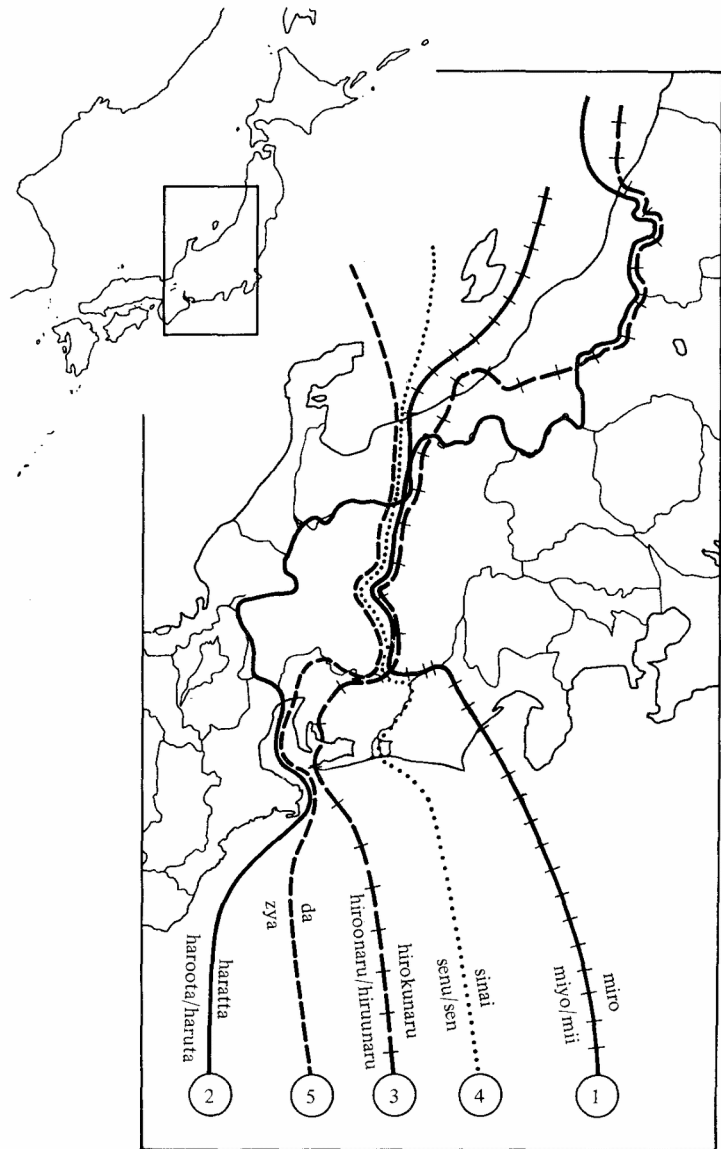 haratta
haroota/haruta
2
da
zya
5
hirokunaru
hiroonaru/hiruunaru
3
sinai
senu/sen
4
miro
miyo/mii
1